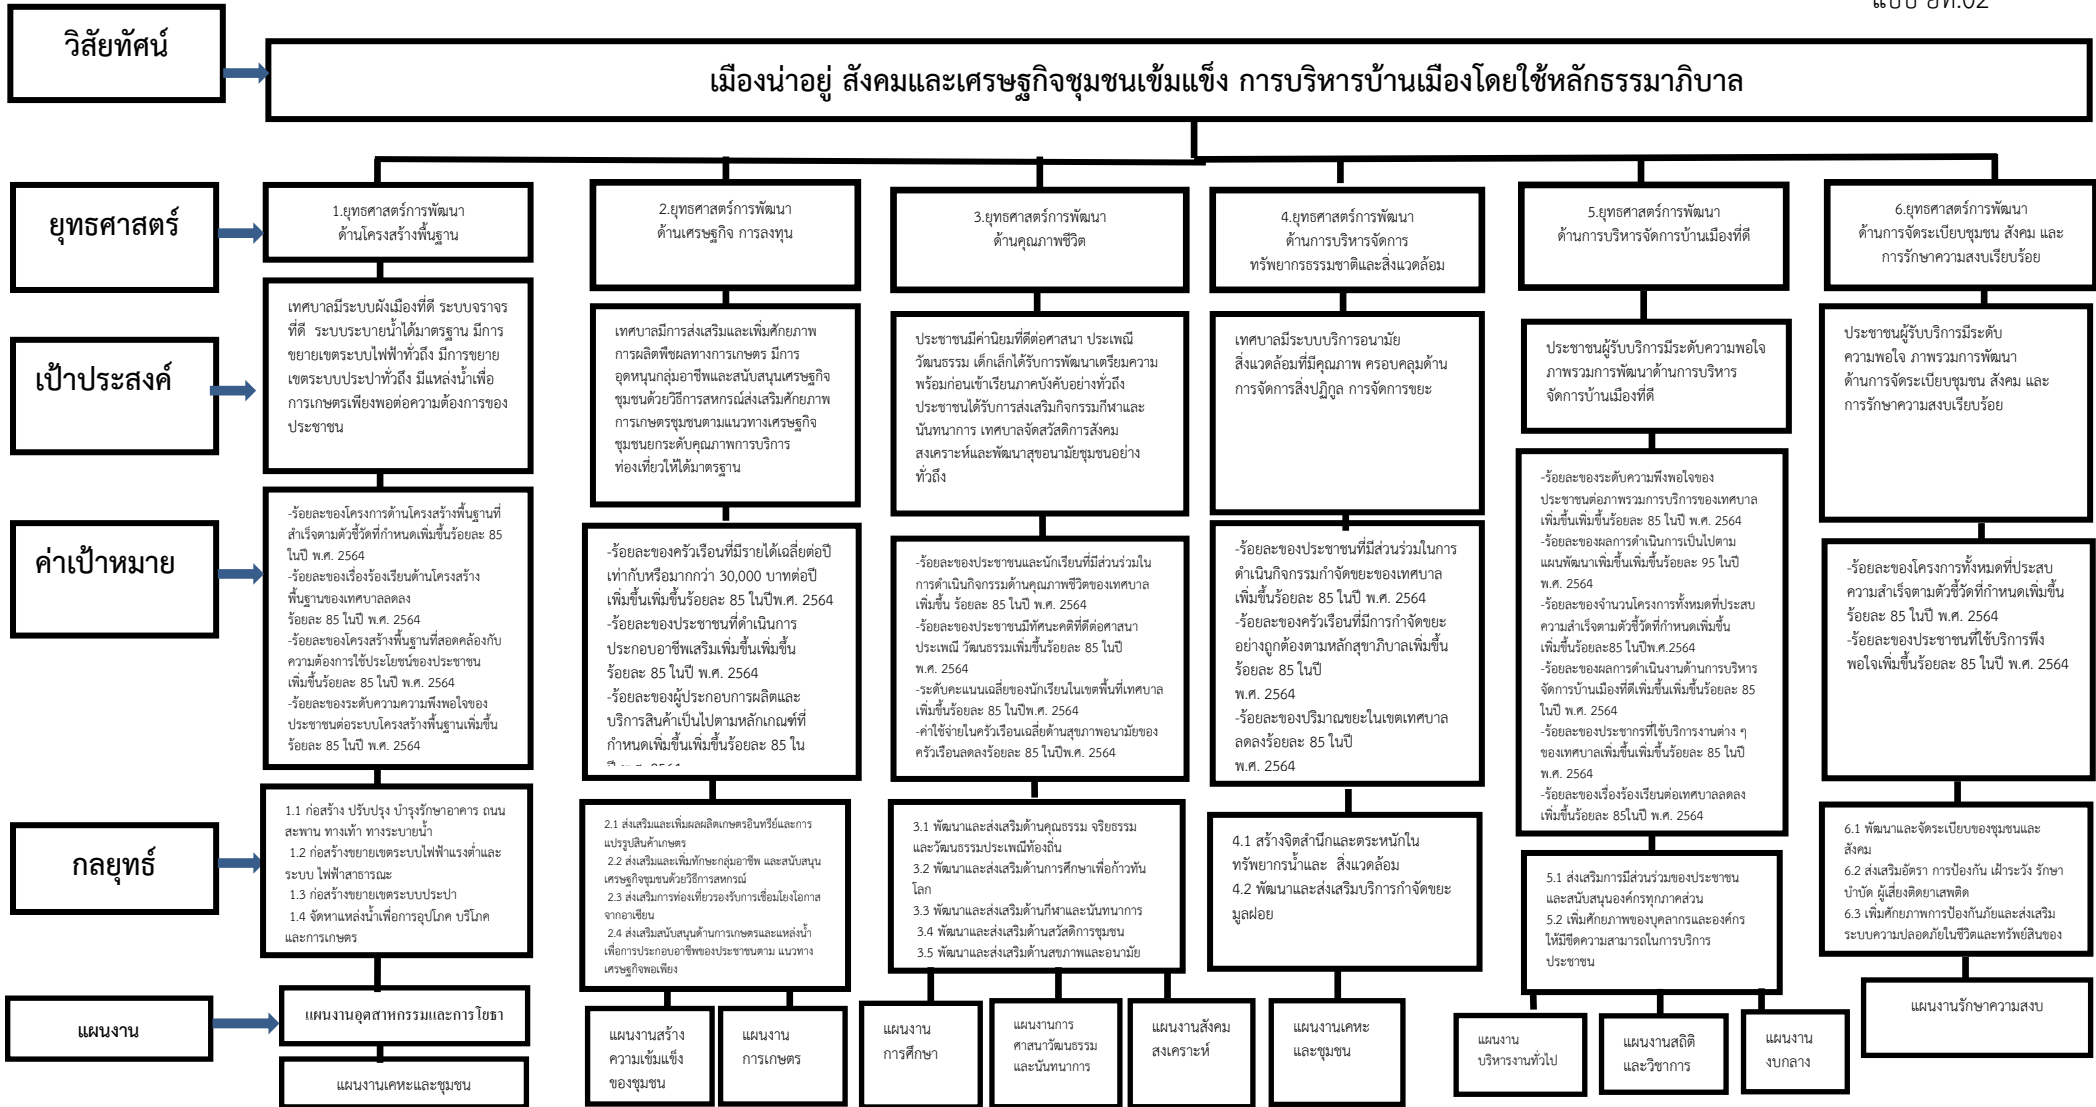 แบบ ยท.02
วิสัยทัศน์
เมืองน่าอยู่ สังคมและเศรษฐกิจชุมชนเข้มแข็ง การบริหารบ้านเมืองโดยใช้หลักธรรมาภิบาล
ยุทธศาสตร์
1.ยุทธศาสตร์การพัฒนา
ด้านโครงสร้างพื้นฐาน
2.ยุทธศาสตร์การพัฒนา
ด้านเศรษฐกิจ การลงทุน
3.ยุทธศาสตร์การพัฒนา
ด้านคุณภาพชีวิต
4.ยุทธศาสตร์การพัฒนา
ด้านการบริหารจัดการ
ทรัพยากรธรรมชาติและสิ่งแวดล้อม
5.ยุทธศาสตร์การพัฒนา
ด้านการบริหารจัดการบ้านเมืองที่ดี
6.ยุทธศาสตร์การพัฒนา
ด้านการจัดระเบียบชุมชน สังคม และ
การรักษาความสงบเรียบร้อย
เป้าประสงค์
เทศบาลมีระบบผังเมืองที่ดี ระบบจราจร
ที่ดี ระบบระบายน้ำได้มาตรฐาน มีการ
ขยายเขตระบบไฟฟ้าทั่วถึง มีการขยาย
เขตระบบประปาทั่วถึง มีแหล่งน้ำเพื่อ
การเกษตรเพียงพอต่อความต้องการของ
ประชาชน
เทศบาลมีการส่งเสริมและเพิ่มศักยภาพ
การผลิตพืชผลทางการเกษตร มีการ
อุดหนุนกลุ่มอาชีพและสนับสนุนเศรษฐกิจ
ชุมชนด้วยวิธีการสหกรณ์ส่งเสริมศักยภาพ
การเกษตรชุมชนตามแนวทางเศรษฐกิจ
ชุมชนยกระดับคุณภาพการบริการ
ท่องเที่ยวให้ได้มาตรฐาน
ประชาชนมีค่านิยมที่ดีต่อศาสนา ประเพณี
วัฒนธรรม เด็กเล็กได้รับการพัฒนาเตรียมความ
พร้อมก่อนเข้าเรียนภาคบังคับอย่างทั่วถึง
ประชาชนได้รับการส่งเสริมกิจกรรมกีฬาและ
นันทนาการ เทศบาลจัดสวัสดิการสังคม
สงเคราะห์และพัฒนาสุขอนามัยชุมชนอย่าง
ทั่วถึง
เทศบาลมีระบบบริการอนามัย
สิ่งแวดล้อมที่มีคุณภาพ ครอบคลุมด้าน
การจัดการสิ่งปฏิกูล การจัดการขยะ
ประชาชนผู้รับบริการมีระดับความพอใจ
ภาพรวมการพัฒนาด้านการบริหาร
จัดการบ้านเมืองที่ดี
ประชาชนผู้รับบริการมีระดับ
ความพอใจ ภาพรวมการพัฒนา
ด้านการจัดระเบียบชุมชน สังคม และ
การรักษาความสงบเรียบร้อย
ค่าเป้าหมาย
-ร้อยละของโครงการด้านโครงสร้างพื้นฐานที่
สำเร็จตามตัวชี้วัดที่กำหนดเพิ่มขึ้นร้อยละ 85
ในปี พ.ศ. 2564
-ร้อยละของเรื่องร้องเรียนด้านโครงสร้าง
พื้นฐานของเทศบาลลดลง
ร้อยละ 85 ในปี พ.ศ. 2564
-ร้อยละของโครงสร้างพื้นฐานที่สอดคล้องกับ
ความต้องการใช้ประโยชน์ของประชาชน
เพิ่มขึ้นร้อยละ 85 ในปี พ.ศ. 2564
-ร้อยละของระดับความความพึงพอใจของ
ประชาชนต่อระบบโครงสร้างพื้นฐานเพิ่มขึ้น
ร้อยละ 85 ในปี พ.ศ. 2564
-ร้อยละของครัวเรือนที่มีรายได้เฉลี่ยต่อปี
เท่ากับหรือมากกว่า 30,000 บาทต่อปี
เพิ่มขึ้นเพิ่มขึ้นร้อยละ 85 ในปีพ.ศ. 2564
-ร้อยละของประชาชนที่ดำเนินการ
ประกอบอาชีพเสริมเพิ่มขึ้นเพิ่มขึ้น
ร้อยละ 85 ในปี พ.ศ. 2564
-ร้อยละของผู้ประกอบการผลิตและ
บริการสินค้าเป็นไปตามหลักเกณฑ์ที่
กำหนดเพิ่มขึ้นเพิ่มขึ้นร้อยละ 85 ใน
-ร้อยละของประชาชนและนักเรียนที่มีส่วนร่วมใน
การดำเนินกิจกรรมด้านคุณภาพชีวิตของเทศบาล
เพิ่มขึ้น ร้อยละ 85 ในปี พ.ศ. 2564
-ร้อยละของประชาชนมีทัศนะคติที่ดีต่อศาสนา
ประเพณี วัฒนธรรมเพิ่มขึ้นร้อยละ 85 ในปี
พ.ศ. 2564
-ระดับคะแนนเฉลี่ยของนักเรียนในเขตพื้นที่เทศบาล
เพิ่มขึ้นร้อยละ 85 ในปีพ.ศ. 2564
-ค่าใช้จ่ายในครัวเรือนเฉลี่ยด้านสุขภาพอนามัยของ
ครัวเรือนลดลงร้อยละ 85 ในปีพ.ศ. 2564
-ร้อยละของประชาชนที่มีส่วนร่วมในการ
ดำเนินกิจกรรมกำจัดขยะของเทศบาล
เพิ่มขึ้นร้อยละ 85 ในปี พ.ศ. 2564
-ร้อยละของครัวเรือนที่มีการกำจัดขยะ
อย่างถูกต้องตามหลักสุขาภิบาลเพิ่มขึ้น
ร้อยละ 85 ในปี
พ.ศ. 2564
-ร้อยละของปริมาณขยะในเขตเทศบาล
ลดลงร้อยละ 85 ในปี
พ.ศ. 2564
-ร้อยละของระดับความพึงพอใจของ
ประชาชนต่อภาพรวมการบริการของเทศบาล
เพิ่มขึ้นเพิ่มขึ้นร้อยละ 85 ในปี พ.ศ. 2564
-ร้อยละของผลการดำเนินการเป็นไปตาม
แผนพัฒนาเพิ่มขึ้นเพิ่มขึ้นร้อยละ 95 ในปี
พ.ศ. 2564
-ร้อยละของจำนวนโครงการทั้งหมดที่ประสบ
ความสำเร็จตามตัวชี้วัดที่กำหนดเพิ่มขึ้น
เพิ่มขึ้นร้อยละ85 ในปี พ.ศ.2564
-ร้อยละของผลการดำเนินงานด้านการบริหาร
จัดการบ้านเมืองที่ดีเพิ่มขึ้นเพิ่มขึ้นร้อยละ 85
ในปี พ.ศ. 2564
-ร้อยละของประชากรที่ใช้บริการงานต่าง ๆ
ของเทศบาลเพิ่มขึ้นเพิ่มขึ้นร้อยละ 85 ในปี
พ.ศ. 2564
-ร้อยละของเรื่องร้องเรียนต่อเทศบาลลดลง
เพิ่มขึ้นร้อยละ 85ในปี พ.ศ. 2564
-ร้อยละของโครงการทั้งหมดที่ประสบ
ความสำเร็จตามตัวชี้วัดที่กำหนดเพิ่มขึ้น
ร้อยละ 85 ในปี พ.ศ. 2564
-ร้อยละของประชาชนที่ใช้บริการพึง
พอใจเพิ่มขึ้นร้อยละ 85 ในปี พ.ศ. 2564
กลยุทธ์
1.1 ก่อสร้าง ปรับปรุง บำรุงรักษาอาคาร ถนน
สะพาน ทางเท้า ทางระบายน้ำ
1.2 ก่อสร้างขยายเขตระบบไฟฟ้าแรงต่ำและ
ระบบ ไฟฟ้าสาธารณะ
1.3 ก่อสร้างขยายเขตระบบประปา
1.4 จัดหาแหล่งน้ำเพื่อการอุปโภค บริโภค
และการเกษตร
2.1 ส่งเสริมและเพิ่มผลผลิตเกษตรอินทรีย์และการ
แปรรูปสินค้าเกษตร
2.2 ส่งเสริมและเพิ่มทักษะกลุ่มอาชีพ และสนับสนุน
เศรษฐกิจชุมชนด้วยวิธีการสหกรณ์
2.3 ส่งเสริมการท่องเที่ยวรองรับการเชื่อมโยงโอกาส
จากอาเซียน
2.4 ส่งเสริมสนับสนุนด้านการเกษตรและแหล่งน้ำ
เพื่อการประกอบอาชีพของประชาชนตาม แนวทาง
เศรษฐกิจพอเพียง
3.1 พัฒนาและส่งเสริมด้านคุณธรรม จริยธรรม
และวัฒนธรรมประเพณีท้องถิ่น
3.2 พัฒนาและส่งเสริมด้านการศึกษาเพื่อก้าวทัน
โลก
3.3 พัฒนาและส่งเสริมด้านกีฬาและนันทนาการ
3.4 พัฒนาและส่งเสริมด้านสวัสดิการชุมชน
3.5 พัฒนาและส่งเสริมด้านสุขภาพและอนามัย
4.1 สร้างจิตสำนึกและตระหนักใน
ทรัพยากรน้ำและ สิ่งแวดล้อม
4.2 พัฒนาและส่งเสริมบริการกำจัดขยะ
มูลฝอย
5.1 ส่งเสริมการมีส่วนร่วมของประชาชน
และสนับสนุนองค์กรทุกภาคส่วน
5.2 เพิ่มศักยภาพของบุคลากรและองค์กร
ให้มีขีดความสามารถในการบริการ
ประชาชน
6.1 พัฒนาและจัดระเบียบของชุมชนและ
สังคม
6.2 ส่งเสริมอัตรา การป้องกัน เฝ้าระวัง รักษา
บำบัด ผู้เสี่ยงติดยาเสพติด
6.3 เพิ่มศักยภาพการป้องกันภัยและส่งเสริม
ระบบความปลอดภัยในชีวิตและทรัพย์สินของ
แผนงาน
แผนงานอุตสาหกรรมและการโยธา
แผนงานเคหะและชุมชน
แผนงานสร้าง
ความเข้มแข็ง
ของชุมชน
แผนงาน
การเกษตร
แผนงาน
การศึกษา
แผนงานการ
ศาสนาวัฒนธรรม
และนันทนาการ
แผนงานสังคม
สงเคราะห์
แผนงานเคหะ
และชุมชน
แผนงาน
บริหารงานทั่วไป
แผนงานสถิติ
และวิชาการ
แผนงาน
งบกลาง
แผนงานรักษาความสงบ